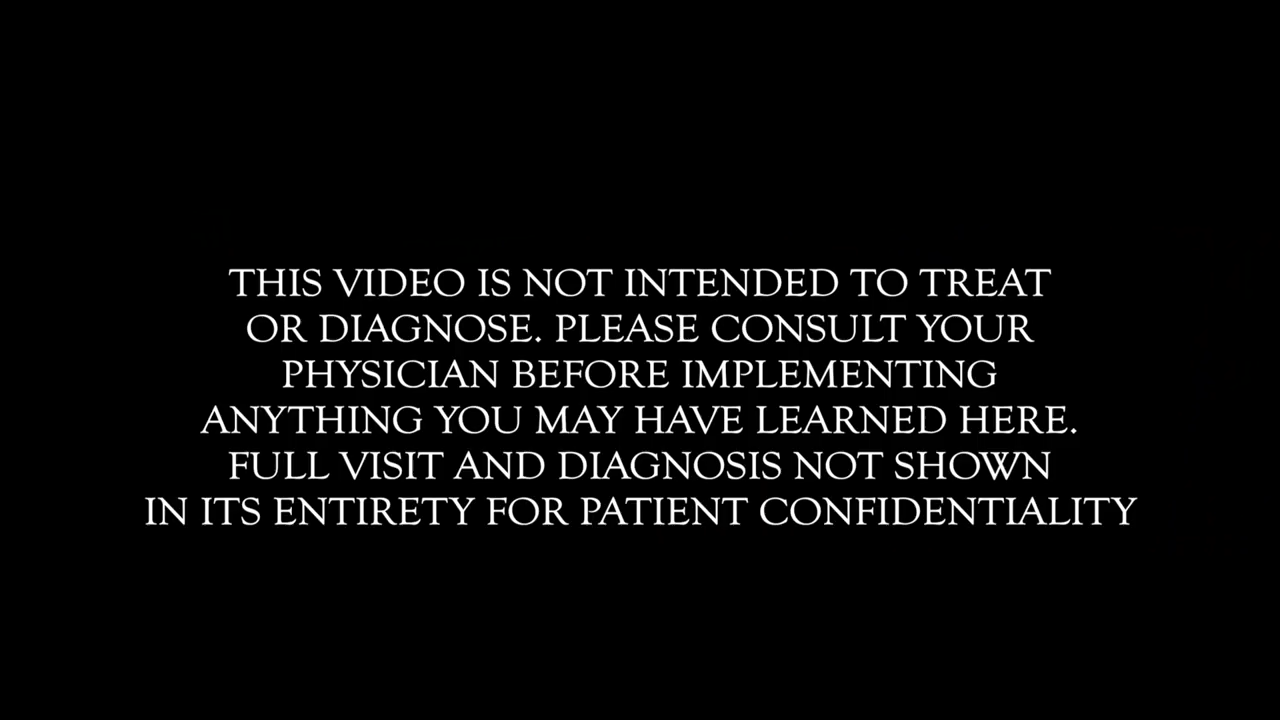 THIS VIDEO IS NOT INTENDED TO TREAT
OR DIAGNOSE. PLEASE CONSULT YOUR
PHYSICIAN BEFORE IMPLEMENTING
ANYTHING YOU MAY HAVE LEARNED HERE.
FULL VISIT AND DIAGNOSIS NOT SHOWN
IN ITS ENTIRETY FOR PATIENT CONFIDENTIALITY